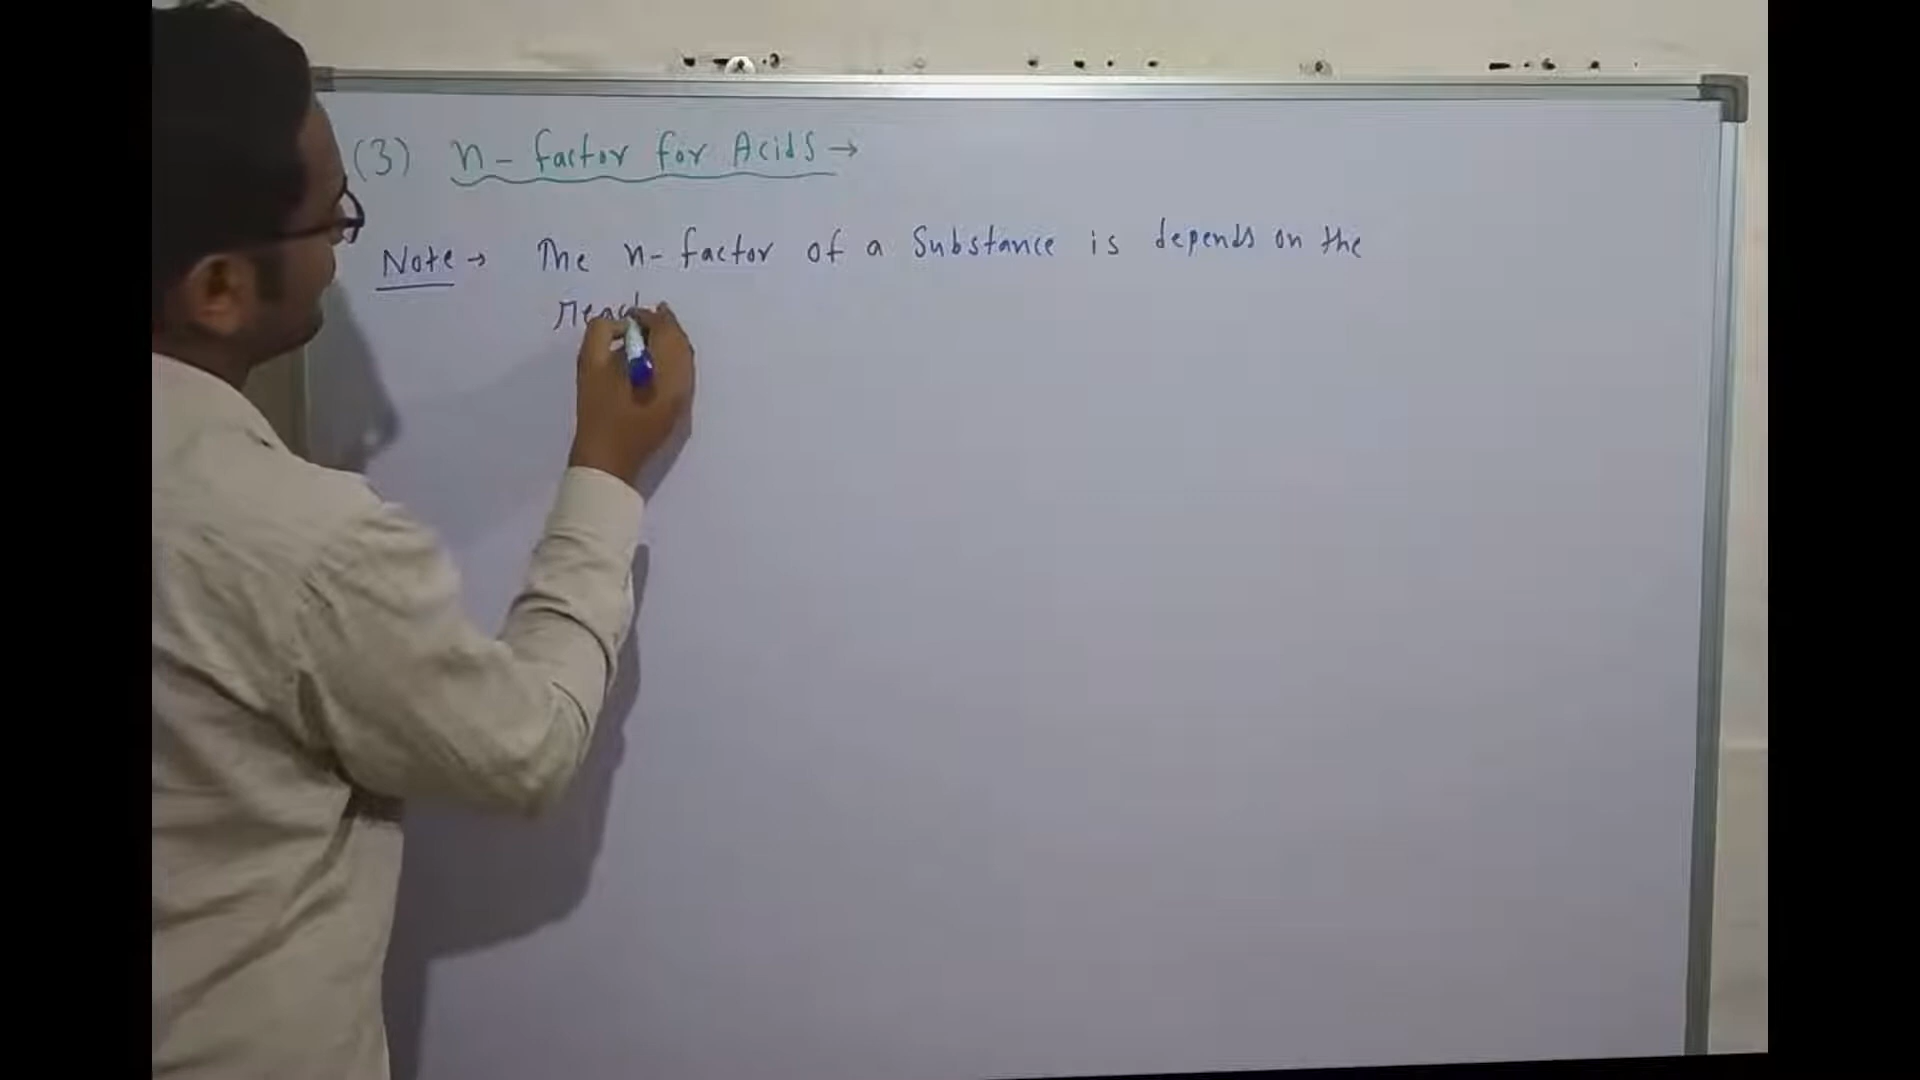 (3) n-factor for Acids →
Note → The n-factor of a Substance is depends on the